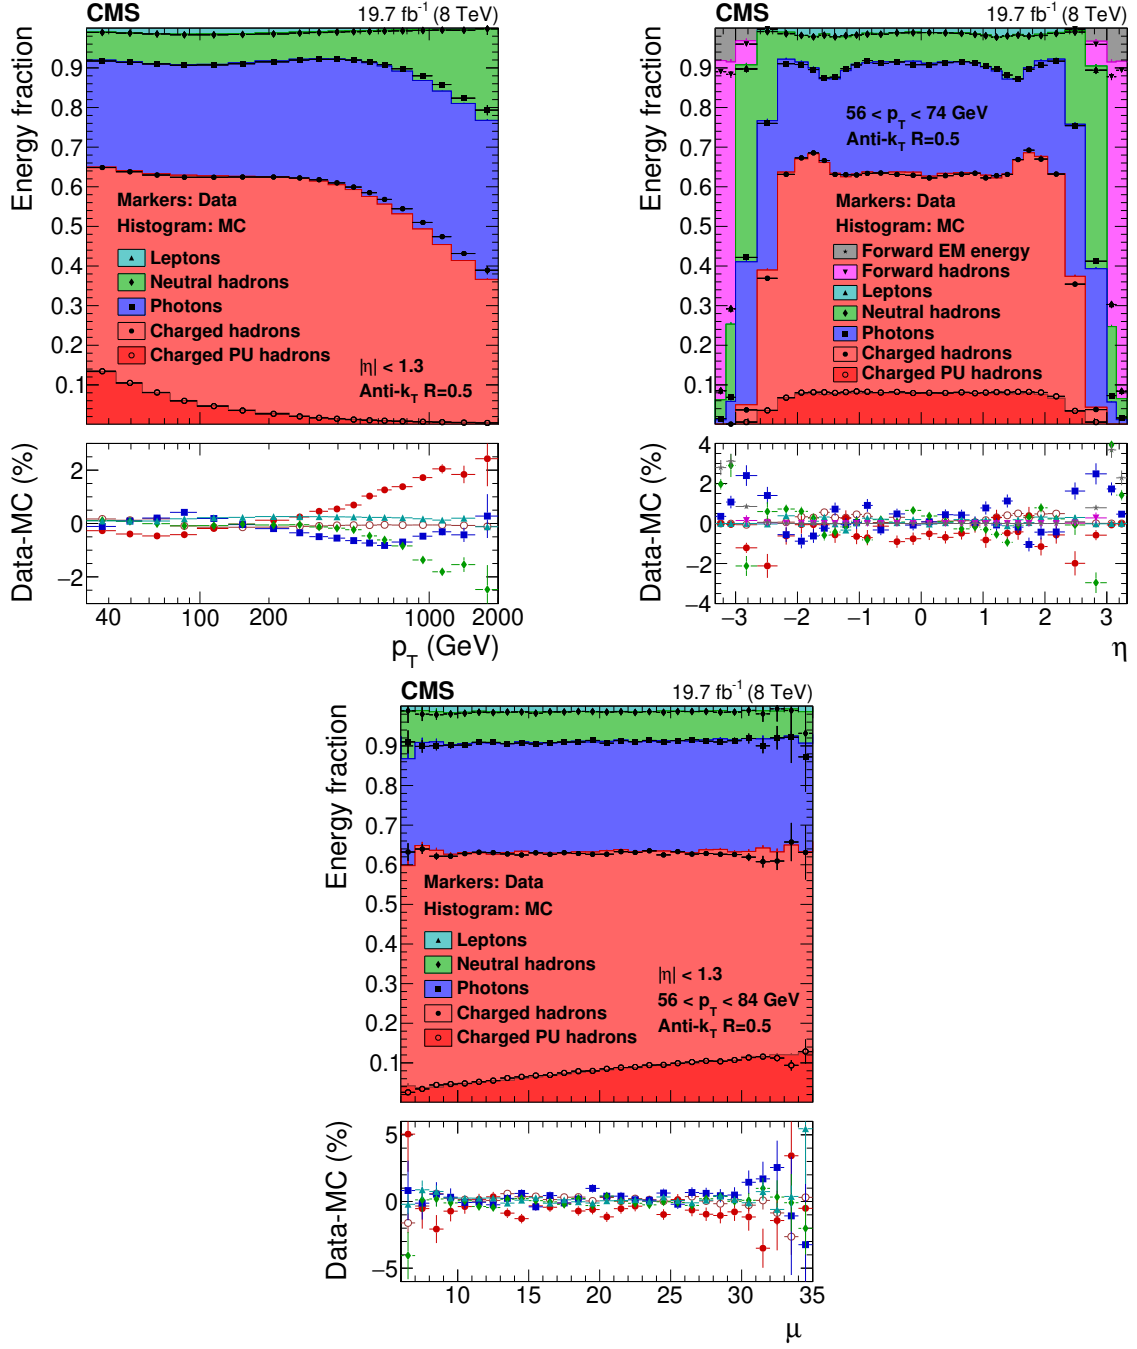 CMS 19.7 fb-1 (8 TeV)
Energy fraction
0.9
0.8
0.7
0.6
0.5
0.4
0.3
0.2
0.1
Markers: Data
Histogram: MC
Leptons
Neutral hadrons
Photons
Charged hadrons
Charged PU hadrons
|η| < 1.3
Anti-kT R=0.5
Data-MC (%)
2
0
−2
40 100 200 1000 2000
pT (GeV)
CMS 19.7 fb-1 (8 TeV)
Energy fraction
0.9
0.8
0.7
0.6
0.5
0.4
0.3
0.2
0.1
56 < pT < 74 GeV
Anti-kT R=0.5
Markers: Data
Histogram: MC
Forward EM energy
Forward hadrons
Leptons
Neutral hadrons
Photons
Charged hadrons
Charged PU hadrons
Data-MC (%)
4
2
0
−2
−4
−3 −2 −1 0 1 2 3
η
CMS 19.7 fb-1 (8 TeV)
Energy fraction
0.9
0.8
0.7
0.6
0.5
0.4
0.3
0.2
0.1
Markers: Data
Histogram: MC
Leptons
Neutral hadrons
Photons
Charged hadrons
Charged PU hadrons
|η| < 1.3
56 < pT < 84 GeV
Anti-kT R=0.5
Data-MC (%)
5
0
−5
10 15 20 25 30 35
μ